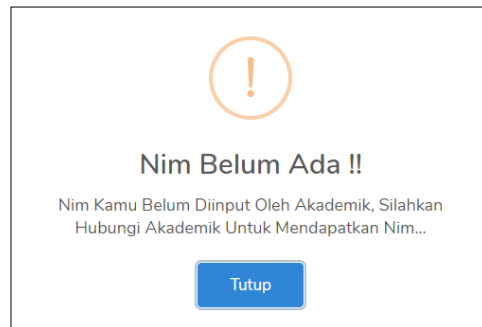 !
Nim Belum Ada !!
Nim Kamu Belum Diinput Oleh Akademik, Silahkan
Hubungi Akademik Untuk Mendapatkan Nim...
Tutup